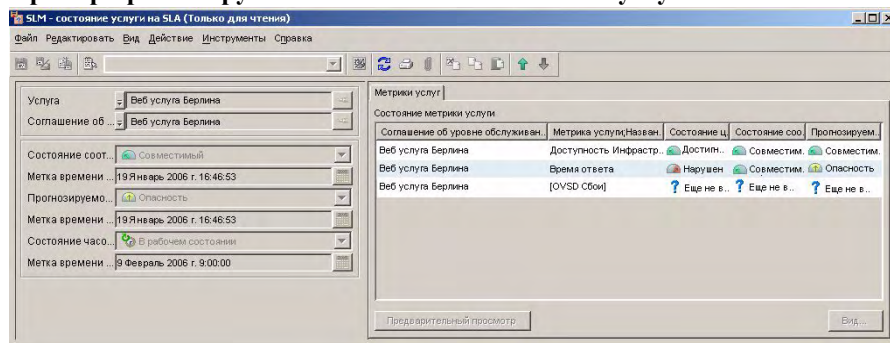 SLM - состояние услуги на SLA (Только для чтения)
Файл Редактировать Вид Действие Инструменты Справка
Услуга Веб услуга Берлина
Соглашение об ... Веб услуга Берлина
Состояние соот... Совместимый
Метка времени ... 19 Январь 2006 г. 16:46:53
Прогнозируемо... Опасность
Метка времени ... 19 Январь 2006 г. 16:46:53
Состояние часо... В рабочем состоянии
Метка времени ... 9 Февраль 2006 г. 9:00:00
Метрики услуг
Состояние метрики услуги
Соглашение об уровне обслуживан.. Метрика услуги;Назван.. Состояние ц. Состояние соо. Прогнозируем..
Веб услуга Берлина Доступность Инфрастр.. Достигн.. Совместим. Совместим.
Веб услуга Берлина Время ответа Нарушен Совместим. Опасность
Веб услуга Берлина [OVSD Сбои] ? Еще не в.. ? Еще не в.. ? Еще не в..
Предварительный просмотр Вид...